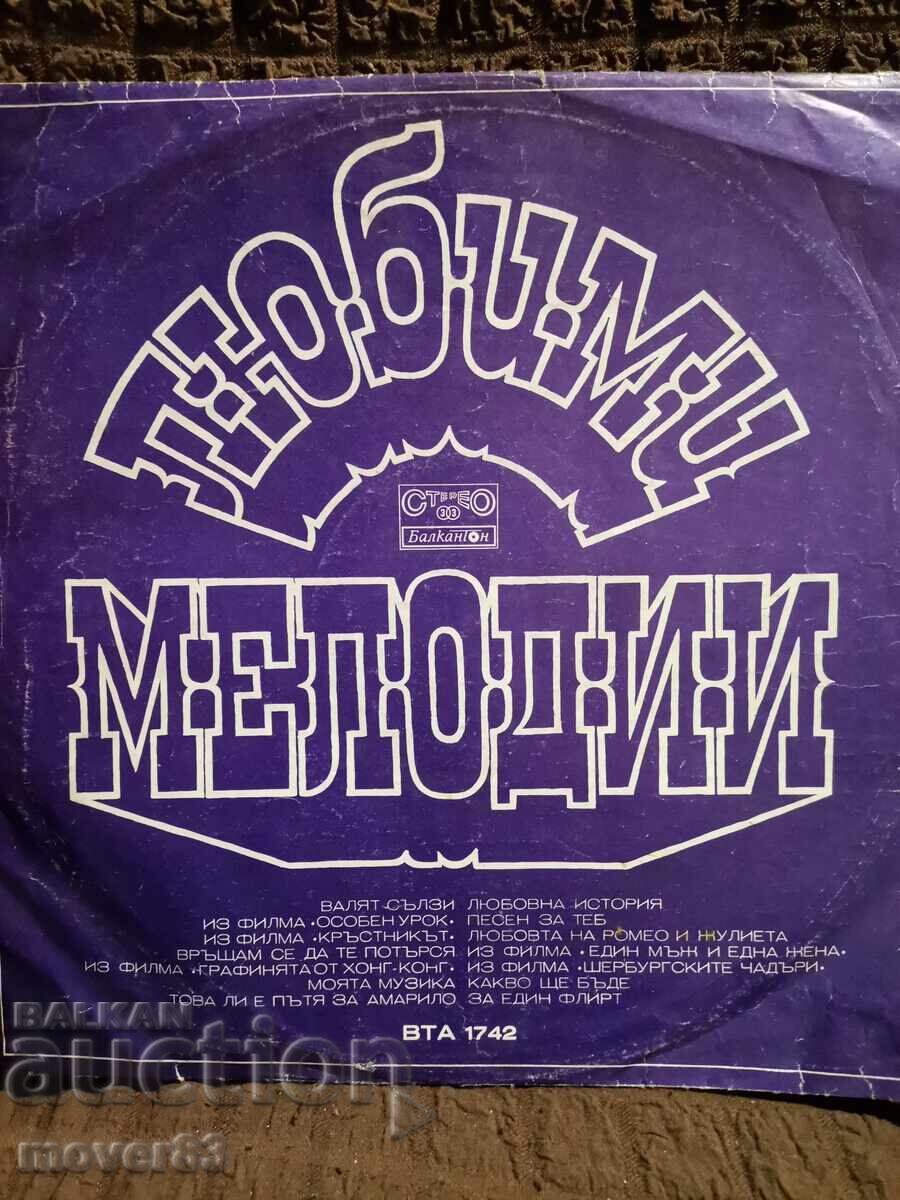 ЛЮБИМИ
СТЕРЕО
33
Балкантон
МЕЛОДИИ
ВАЛЯТ СЪЛЗИ ЛЮБОВНА ИСТОРИЯ
ИЗ ФИЛМА •ОСОБЕН УРОК• ПЕСЕН ЗА ТЕБ
ИЗ ФИЛМА •КРЪСТНИКЪТ• ЛЮБОВТА НА РОМЕО И ЖУЛИЕТА
ВРЪЩАМ СЕ ДА ТЕ ПОТЪРСЯ ИЗ ФИЛМА •ЕДИН МЪЖ И ЕДНА ЖЕНА•
ИЗ ФИЛМА •ГРАФИНЯТА ОТ ХОНГ-КОНГ• ИЗ ФИЛМА •ШЕРБУРГСКИТЕ ЧАДЪРИ•
МОЯТА МУЗИКА КАКВО ЩЕ БЪДЕ
ТОВА ЛИ Е ПЪТЯ ЗА АМАРИЛО ЗА ЕДИН ФЛИРТ
ВТА 1742
BALKAN
auction
mover63